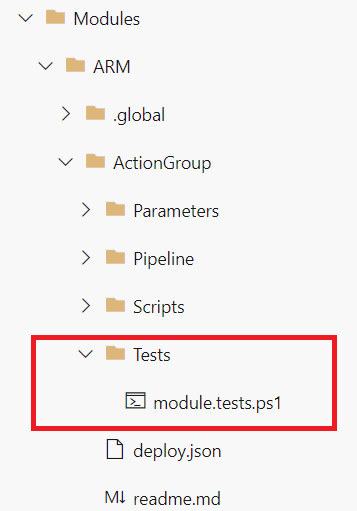 Modules
ARM
.global
ActionGroup
Parameters
Pipeline
Scripts
Tests
module.tests.ps1
deploy.json
M↓ readme.md